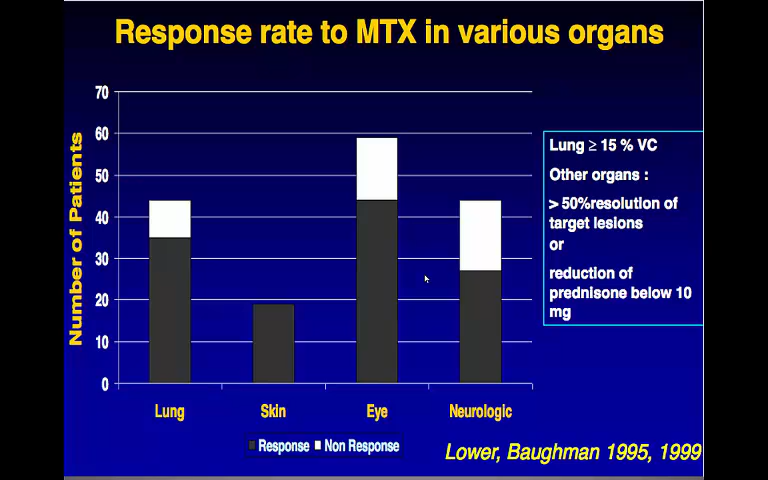 Response rate to MTX in various organs
Number of Patients
70
60
50
40
30
20
10
0
Lung
Skin
Eye
Neurologic
Response
Non Response
Lung ≥ 15 % VC
Other organs :
> 50%resolution of
target lesions
or
reduction of
prednisone below 10
mg
Lower, Baughman 1995, 1999